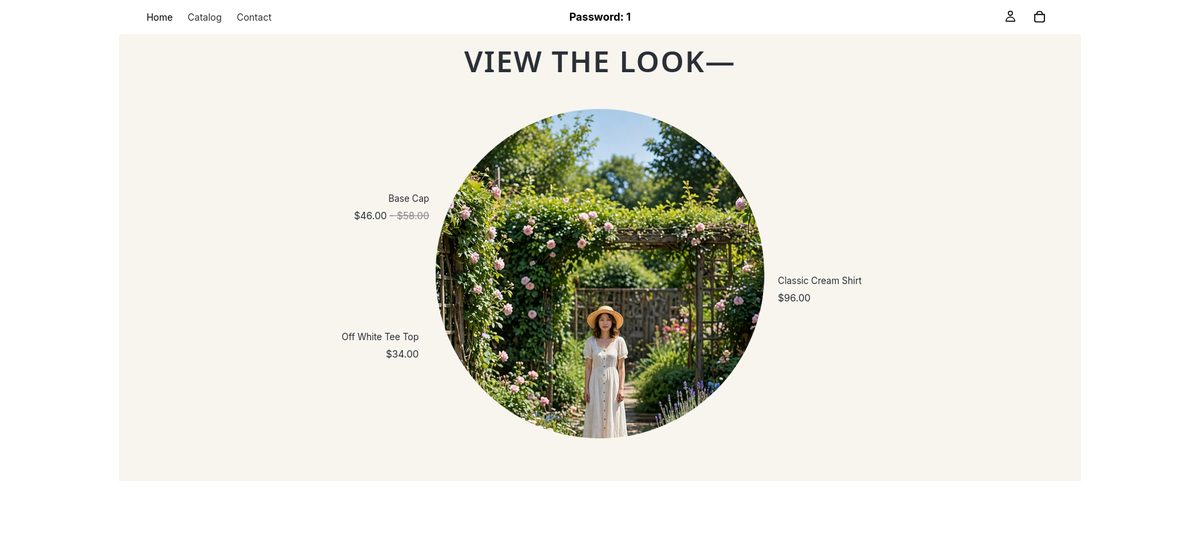 Home Catalog Contact
Password: 1
VIEW THE LOOK—
Base Cap
$46.00 $58.00
Classic Cream Shirt
$96.00
Off White Tee Top
$34.00